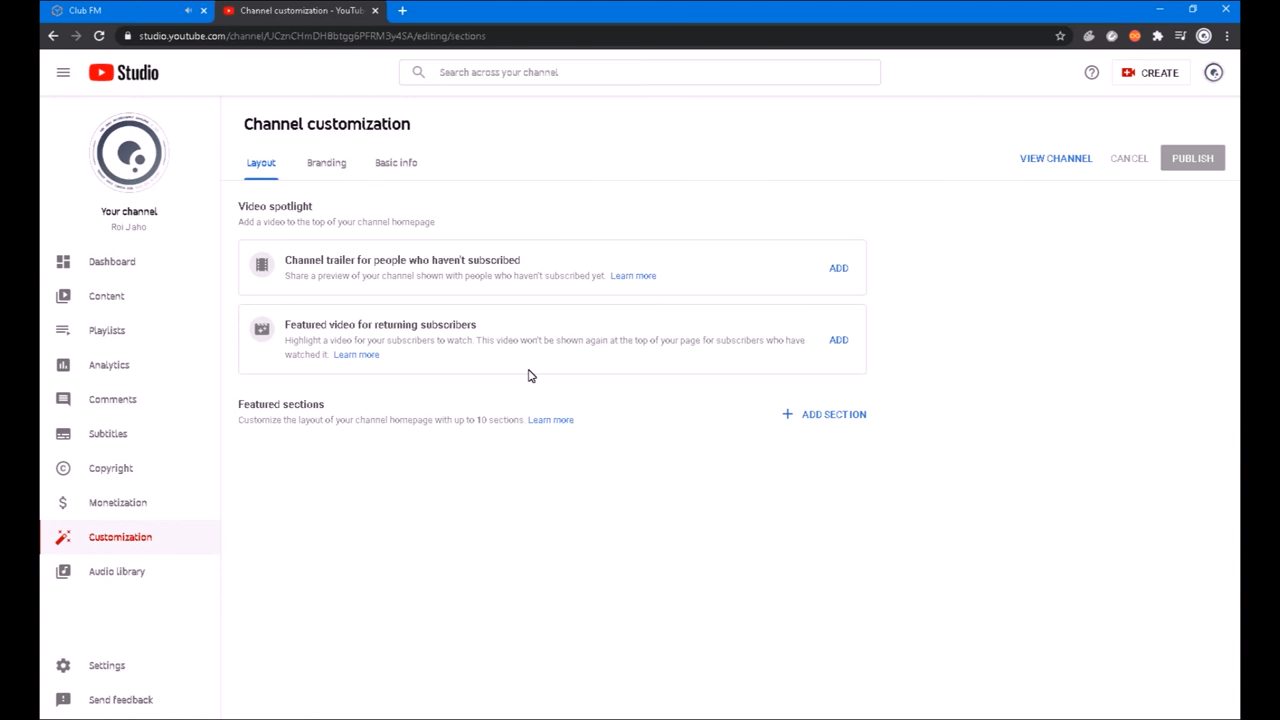 Club FM
Channel customization - YouTub
studio.youtube.com/channel/UCznCHmDH8btgg6PFRM3y4SA/editing/sections
Studio
Search across your channel
CREATE
Channel customization
Layout
Branding
Basic info
VIEW CHANNEL
CANCEL
PUBLISH
Your channel
Roi Jaho
Dashboard
Content
Playlists
Analytics
Comments
Subtitles
Copyright
Monetization
Customization
Audio library
Settings
Send feedback
Video spotlight
Add a video to the top of your channel homepage
Channel trailer for people who haven't subscribed
Share a preview of your channel shown with people who haven't subscribed yet. Learn more
ADD
Featured video for returning subscribers
Highlight a video for your subscribers to watch. This video won't be shown again at the top of your page for subscribers who have
watched it. Learn more
ADD
Featured sections
Customize the layout of your channel homepage with up to 10 sections. Learn more
ADD SECTION